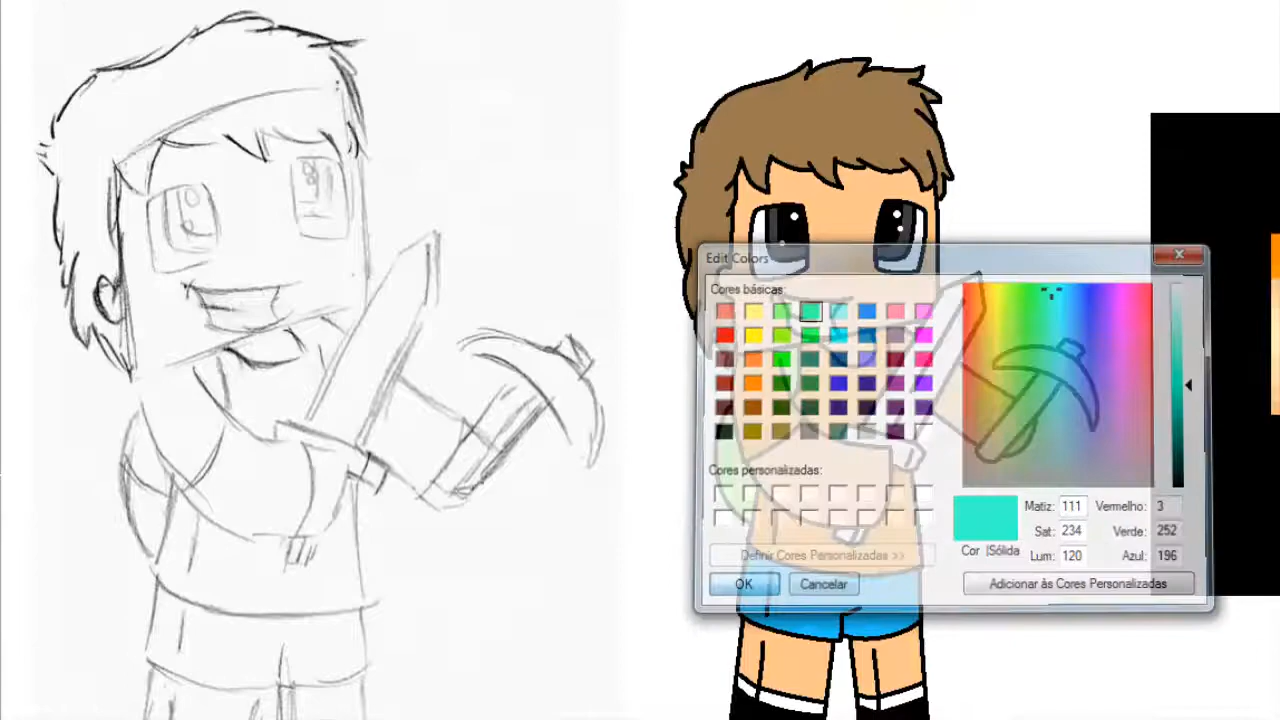 Edit Colors
Cores básicas:
Cores personalizadas:
Definir Cores Personalizadas >>
OK
Cancelar
Matiz: 111
Sat: 234
Lum: 120
Vermelho: 3
Verde: 252
Azul: 196
Cor |Sólida
Adicionar às Cores Personalizadas